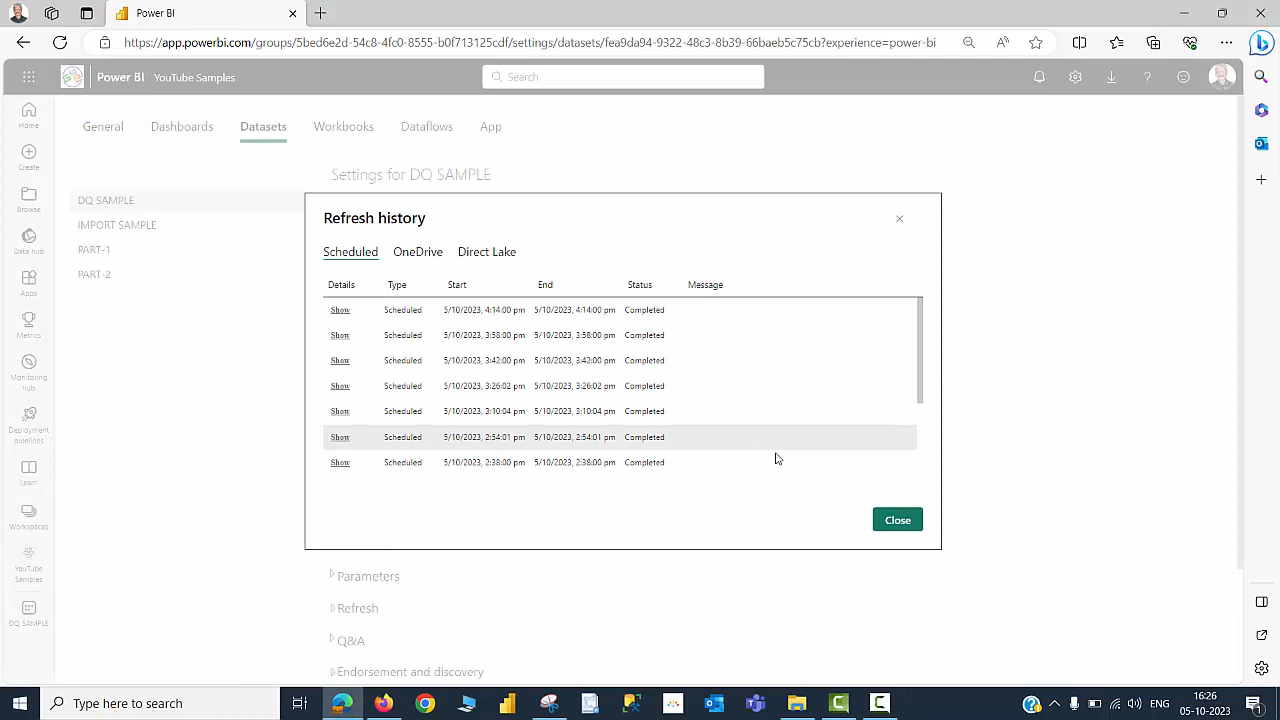 Power BI
https://app.powerbi.com/groups/5bed6e2d-54c8-4fc0-8555-b0f713125cdf/settings/datasets/fea9da94-9322-48c3-8b39-66baeb5c75cb?experience=power-bi
Power BI YouTube Samples
Search
Home
Create
Browse
Data hub
Apps
Metrics
Monitoring
hub
Deployment
pipelines
Learn
Workspaces
YouTube
Samples
DQ SAMPLE
General Dashboards Datasets Workbooks Dataflows App
DQ SAMPLE
IMPORT SAMPLE
PART-1
PART-2
Settings for DQ SAMPLE
Refresh history
Scheduled OneDrive Direct Lake
Details Type Start End Status Message
Show Scheduled 5/10/2023, 4:14:00 pm 5/10/2023, 4:14:00 pm Completed
Show Scheduled 5/10/2023, 3:58:00 pm 5/10/2023, 3:58:00 pm Completed
Show Scheduled 5/10/2023, 3:42:00 pm 5/10/2023, 3:42:00 pm Completed
Show Scheduled 5/10/2023, 3:26:02 pm 5/10/2023, 3:26:02 pm Completed
Show Scheduled 5/10/2023, 3:10:04 pm 5/10/2023, 3:10:04 pm Completed
Show Scheduled 5/10/2023, 2:54:01 pm 5/10/2023, 2:54:01 pm Completed
Show Scheduled 5/10/2023, 2:38:00 pm 5/10/2023, 2:38:00 pm Completed
Close
Parameters
Refresh
Q&A
Endorsement and discovery
Type here to search
ENG
16:26
05-10-2023